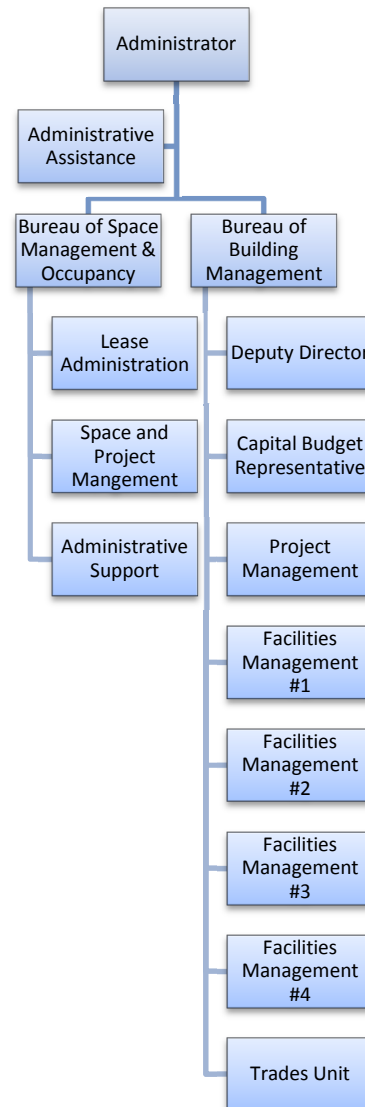 Administrator
Administrative
Assistance
Bureau of Space
Management &
Occupancy
Lease
Administration
Space and
Project
Mangement
Administrative
Support
Bureau of
Building
Management
Deputy Director
Capital Budget
Representative
Project
Management
Facilities
Management
#1
Facilities
Management
#2
Facilities
Management
#3
Facilities
Management
#4
Trades Unit